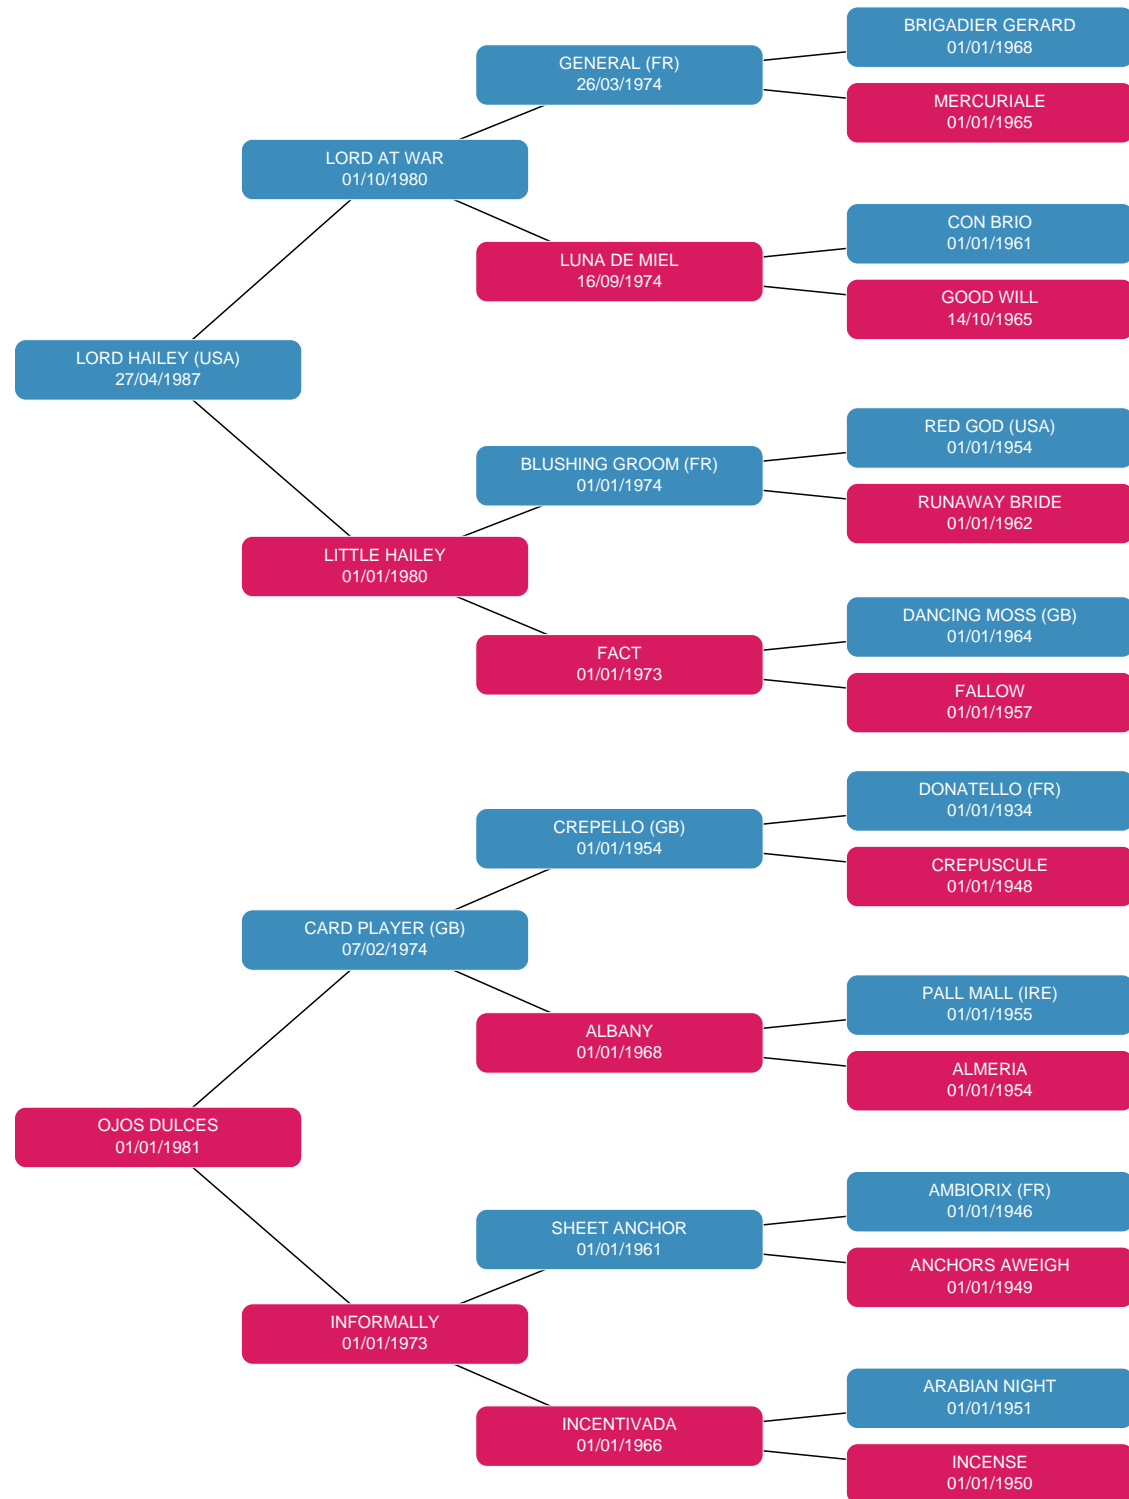 BRIGADIER GERARD
01/01/1968
GENERAL (FR)
26/03/1974
MERCURIALE
01/01/1965
LORD AT WAR
01/10/1980
CON BRIO
01/01/1961
LUNA DE MIEL
16/09/1974
GOOD WILL
14/10/1965
LORD HAILEY (USA)
27/04/1987
RED GOD (USA)
01/01/1954
BLUSHING GROOM (FR)
01/01/1974
RUNAWAY BRIDE
01/01/1962
LITTLE HAILEY
01/01/1980
DANCING MOSS (GB)
01/01/1964
FACT
01/01/1973
FALLOW
01/01/1957
DONATELLO (FR)
01/01/1934
CREPELLO (GB)
01/01/1954
CREPUSCULE
01/01/1948
CARD PLAYER (GB)
07/02/1974
PALL MALL (IRE)
01/01/1955
ALBANY
01/01/1968
ALMERIA
01/01/1954
OJOS DULCES
01/01/1981
AMBIORIX (FR)
01/01/1946
SHEET ANCHOR
01/01/1961
ANCHORS AWEIGH
01/01/1949
INFORMALLY
01/01/1973
ARABIAN NIGHT
01/01/1951
INCENTIVADA
01/01/1966
INCENSE
01/01/1950